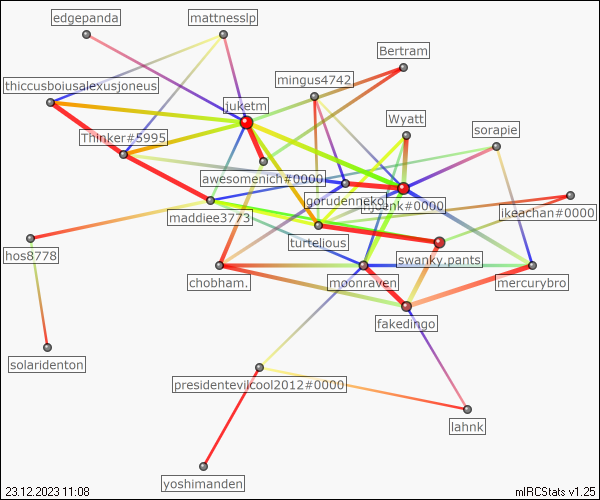 edgepanda
mattnesslp
Bertram
mingus4742
thiccusboiusalexusjoneus
juketm
Wyatt
sorapie
Thinker#5995
awesomenich#0000
gorudenneko.
#0000
ikeachan#0000
maddiee3773
turtelious
hos8778
swanky.pants
chobham.
moonraven
mercurybro
fakedingo
solaridenton
presidentevilcool2012#0000
lahnk
yoshimanden
23.12.2023 11:08
mIRCStats v1.25